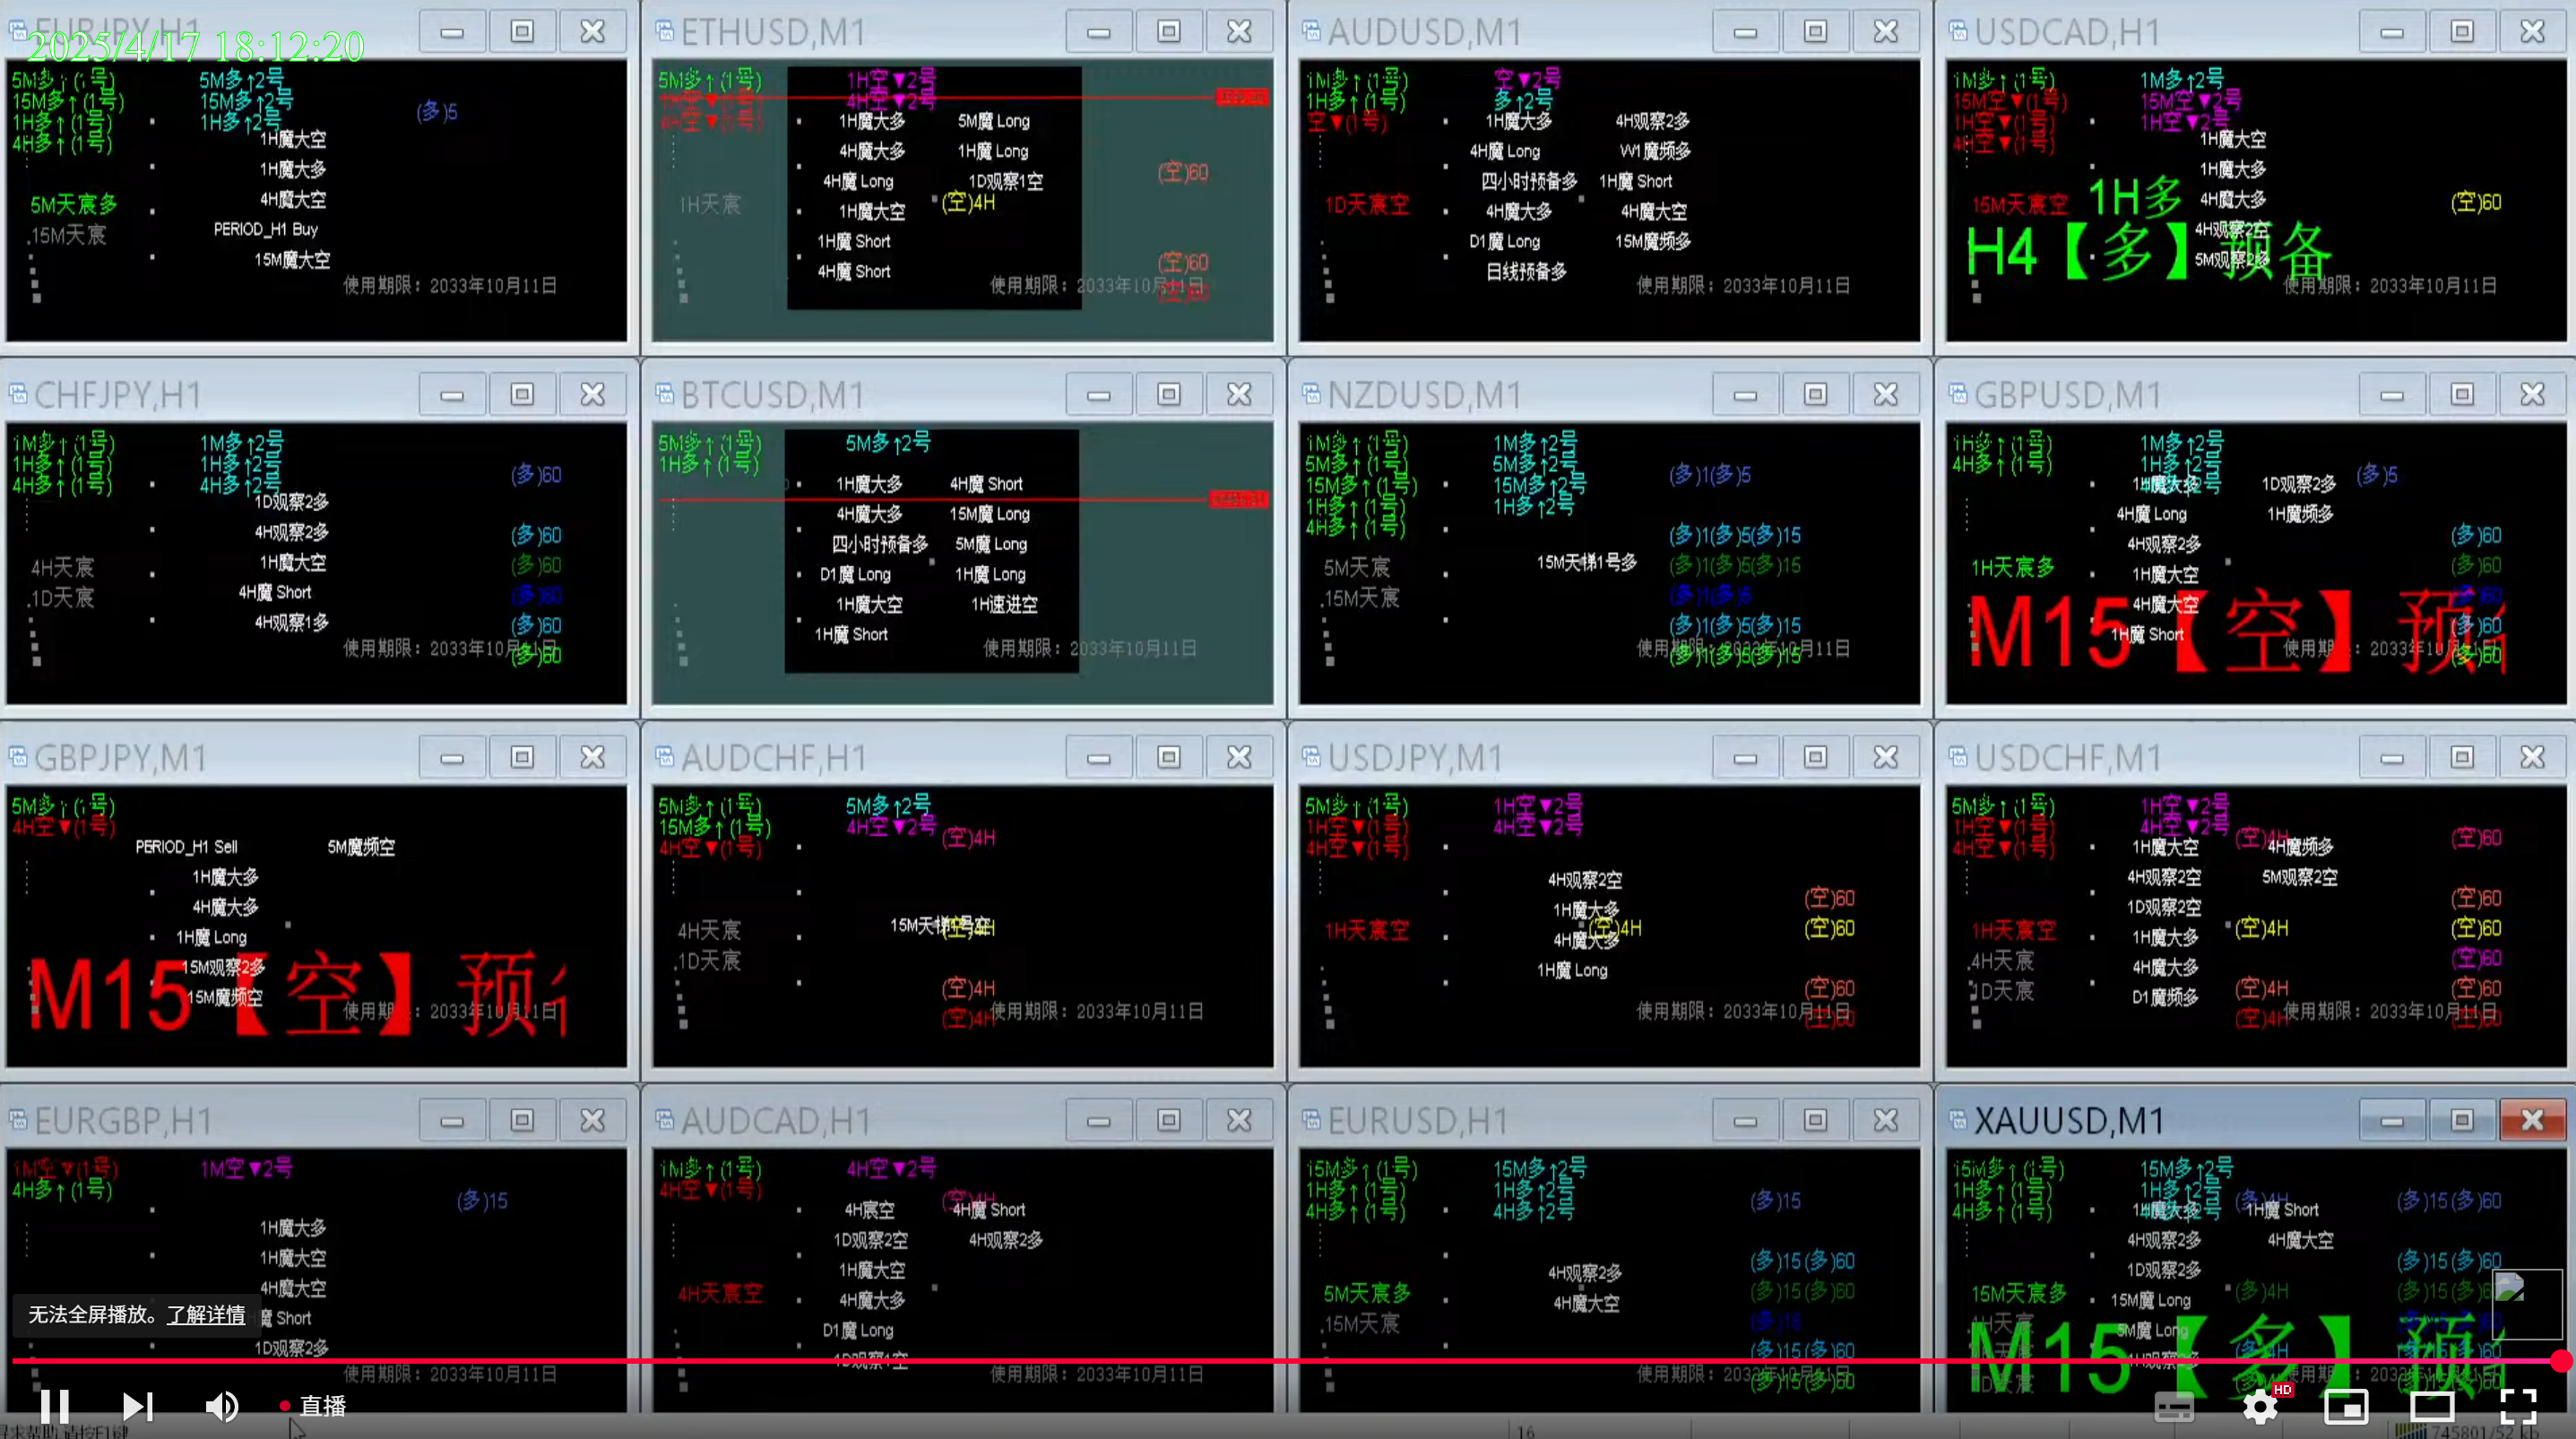 EURJPY,H1
2025/4/17 18:12:20
5M多↑(1号)
5M多↑2号
15M多↑(1号)
15M多↑2号
(多)5
1H多↑(1号)
1H多↑2号
4H多↑(1号)
1H魔大空
1H魔大多
4H魔大空
5M天宸多
PERIOD_H1 Buy
15M天宸
15M魔大空
使用期限：2033年10月11日
ETHUSD,M1
5M多↑(1号)
1H空▼2号
1H空▼(1号)
4H空▼2号
4H空▼(1号)
1H魔大多
5M魔 Long
4H魔大多
1H魔 Long
(空)60
4H魔 Long
1D观察1空
1H天宸
(空)4H
1H魔大空
1H魔 Short
(空)60
4H魔 Short
使用期限：2033年10月11日
(空)60
AUDUSD,M1
1M多↑(1号)
空▼2号
1H多↑(1号)
多↑2号
空▼(1号)
1H魔大多
4H观察2多
4H魔 Long
W1魔频多
四小时预备多
1H魔 Short
1D天宸空
4H魔大多
4H魔大空
D1魔 Long
15M魔频多
日线预备多
使用期限：2033年10月11日
USDCAD,H1
1M多↑(1号)
1M多↑2号
15M空▼(1号)
15M空▼2号
1H空▼(1号)
1H空▼2号
4H空▼(1号)
1H魔大空
1H魔大多
1H多
4H魔大多
15M天宸空
(空)60
4H观察2空
H4【多】预备
5M观察2多
使用期限：2033年10月11日
CHFJPY,H1
1M多↑(1号)
1M多↑2号
1H多↑(1号)
1H多↑2号
(多)60
4H多↑(1号)
4H多↑2号
1D观察2多
4H观察2多
(多)60
1H魔大空
(多)60
4H天宸
4H魔 Short
(多)60
1D天宸
4H观察1多
(多)60
使用期限：2033年10月11日
(多)60
BTCUSD,M1
5M多↑(1号)
5M多↑2号
1H多↑(1号)
1H魔大多
4H魔 Short
4H魔大多
15M魔 Long
四小时预备多
5M魔 Long
D1魔 Long
1H魔 Long
1H魔大空
1H速进空
1H魔 Short
使用期限：2033年10月11日
NZDUSD,M1
1M多↑(1号)
1M多↑2号
5M多↑(1号)
5M多↑2号
(多)1(多)5
15M多↑(1号)
15M多↑2号
1H多↑(1号)
1H多↑2号
4H多↑(1号)
(多)1(多)5(多)15
15M天梯1号多
(多)1(多)5(多)15
5M天宸
(多)1(多)5
15M天宸
(多)1(多)5(多)15
使用期限：2033年10月11日
(多)1(多)5(多)15
GBPUSD,M1
1H多↑(1号)
1M多↑2号
4H多↑(1号)
1H多↑2号
(多)5
1H魔大多
1D观察2多
4H魔 Long
1H魔频多
4H观察2多
(多)60
1H天宸多
1H魔大空
(多)60
4H魔大空
(多)60
M15【空】预
1H魔 Short
(多)60
使用期限：2033年10月11日
(多)60
GBPJPY,M1
5M多↑(1号)
4H空▼(1号)
PERIOD_H1 Sell
5M魔频空
1H魔大多
4H魔大多
1H魔 Long
15M观察2多
M15【空】预
15M魔频空
使用期限：2033年10月11日
AUDCHF,H1
5M多↑(1号)
5M多↑2号
15M多↑(1号)
4H空▼2号
(空)4H
4H空▼(1号)
15M天梯1号空
(空)4H
4H天宸
1D天宸
(空)4H
(空)4H
使用期限：2033年10月11日
USDJPY,M1
5M多↑(1号)
1H空▼2号
1H空▼(1号)
4H空▼2号
4H空▼(1号)
4H观察2空
1H魔大多
(空)60
1H天宸空
(空)4H
(空)60
4H魔大多
1H魔 Long
(空)60
使用期限：2033年10月11日
(空)60
USDCHF,M1
5M多↑(1号)
1H空▼2号
1H空▼(1号)
4H空▼2号
(空)4H
(空)60
4H空▼(1号)
1H魔大空
4H魔频多
4H观察2空
5M观察2空
1D观察2空
(空)60
1H天宸空
1H魔大多
(空)4H
(空)60
4H天宸
4H魔大多
(空)60
1D天宸
D1魔频多
(空)4H
(空)60
(空)4H
使用期限：2033年10月11日
(空)60
EURGBP,H1
1M空▼(1号)
1M空▼2号
4H多↑(1号)
(多)15
1H魔大多
1H魔大空
4H魔大空
无法全屏播放。了解详情
魔 Short
1D观察2多
使用期限：2033年10月11日
AUDCAD,H1
1M多↑(1号)
4H空▼2号
4H空▼(1号)
(空)4H
4H宸空
4H魔 Short
1D观察2空
4H观察2多
1H魔大空
4H天宸空
4H魔大多
D1魔 Long
1D观察1空
使用期限：2033年10月11日
EURUSD,H1
15M多↑(1号)
15M多↑2号
1H多↑(1号)
1H多↑2号
(多)15
4H多↑(1号)
4H多↑2号
(多)15(多)60
4H观察2多
5M天宸多
(多)15(多)60
4H魔大空
15M天宸
(多)15
(多)15(多)60
使用期限：2033年10月11日
(多)15(多)60
XAUUSD,M1
15M多↑(1号)
15M多↑2号
1H多↑(1号)
1H多↑2号
(多)4H
(多)15(多)60
4H多↑(1号)
1H魔大多
1H魔 Short
4H观察2多
4H魔大空
1D观察2多
(多)15(多)60
15M天宸多
15M魔 Long
(多)4H
5M魔 Long
M15【多】预
使用期限：2033年10月11日
直播
HD
16
745801/52 kb